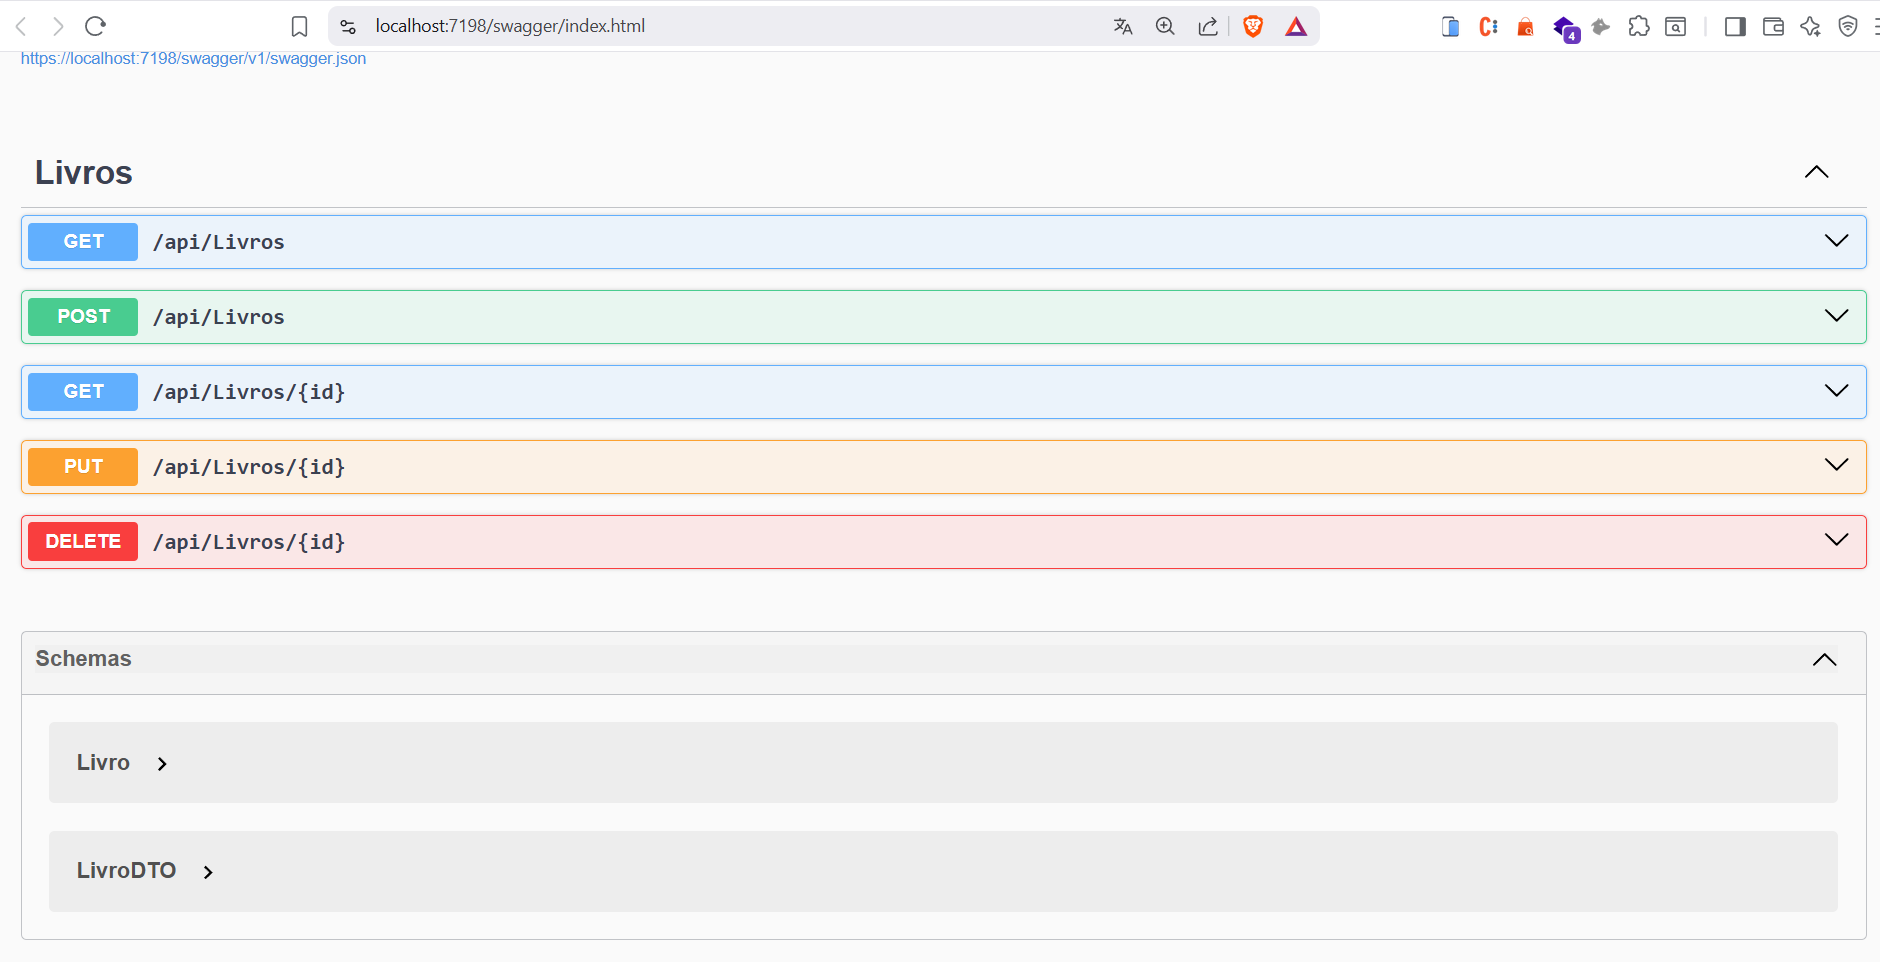 localhost:7198/swagger/index.html
4
https://localhost:7198/swagger/v1/swagger.json
Livros
GET /api/Livros
POST /api/Livros
GET /api/Livros/{id}
PUT /api/Livros/{id}
DELETE /api/Livros/{id}
Schemas
Livro
LivroDTO